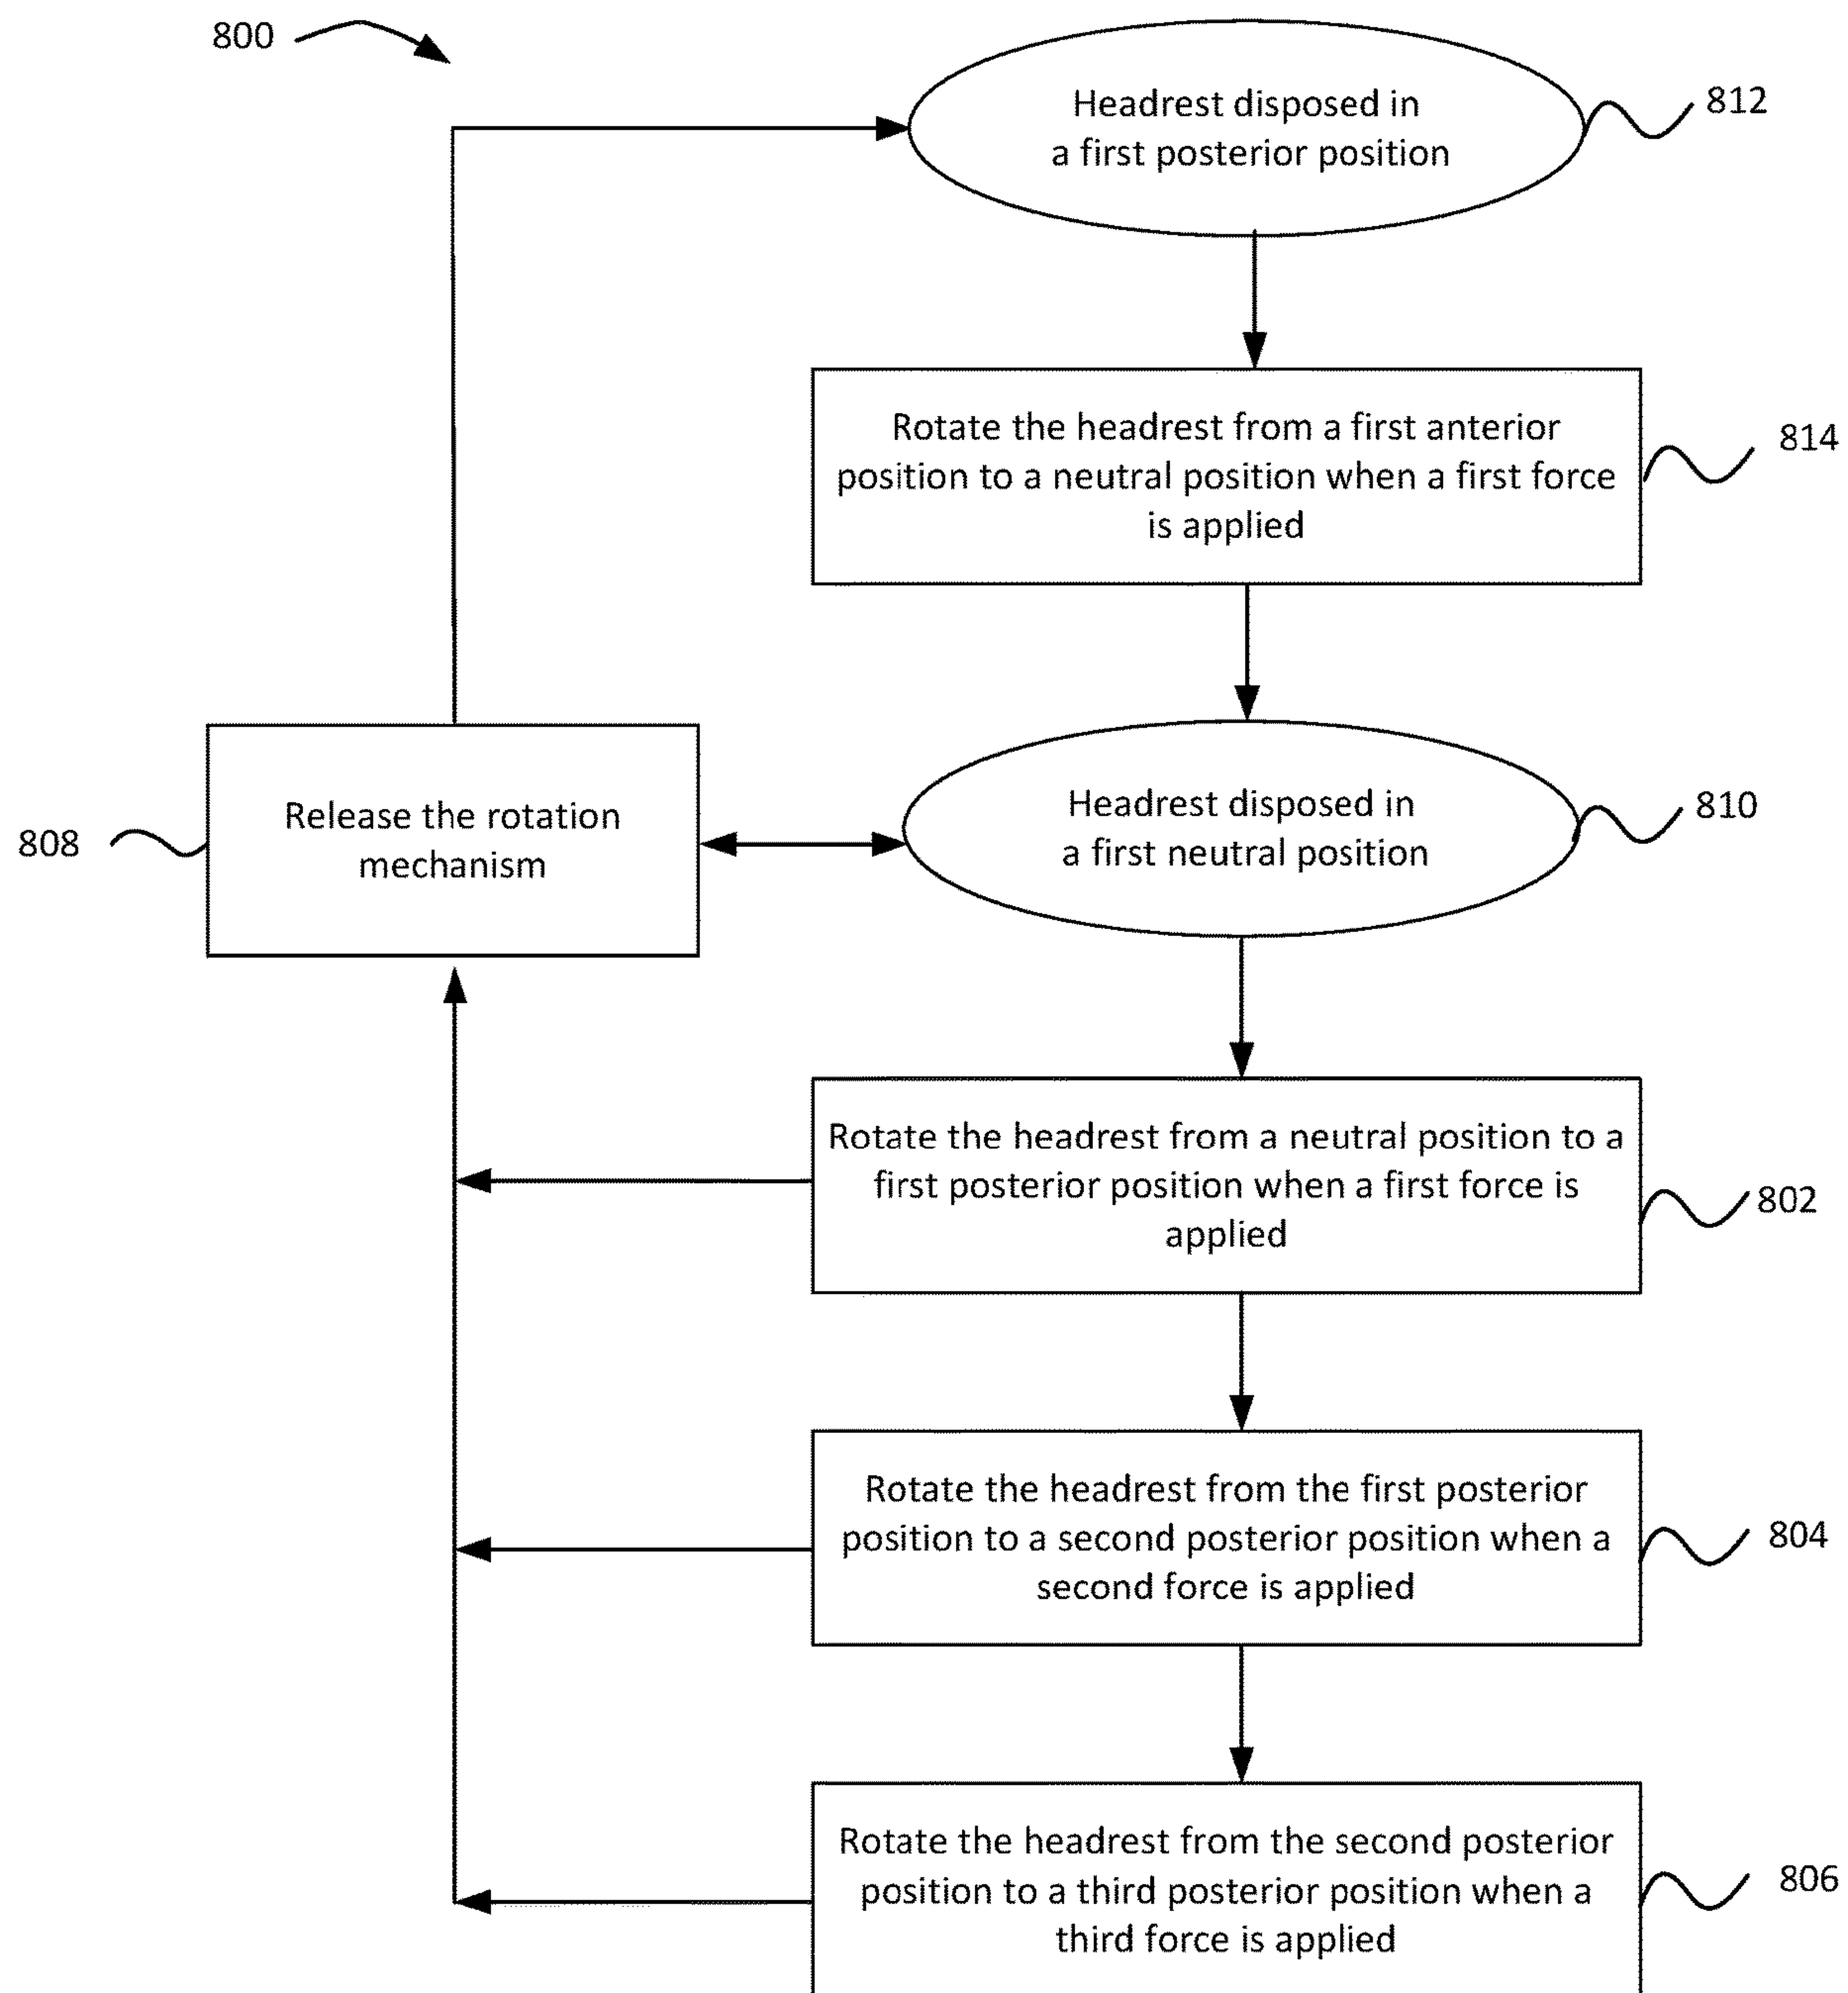 800
Headrest disposed in
a first posterior position
812
Rotate the headrest from a first anterior
position to a neutral position when a first force
is applied
814
Release the rotation
mechanism
808
Headrest disposed in
a first neutral position
810
Rotate the headrest from a neutral position to a
first posterior position when a first force is
applied
802
Rotate the headrest from the first posterior
position to a second posterior position when a
second force is applied
804
Rotate the headrest from the second posterior
position to a third posterior position when a
third force is applied
806